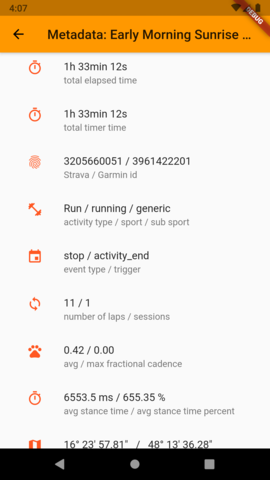 4:07
DEBUG
Metadata: Early Morning Sunrise ...
1h 33min 12s
total elapsed time
1h 33min 12s
total timer time
3205660051 / 3961422201
Strava / Garmin id
Run / running / generic
activity type / sport / sub sport
stop / activity_end
event type / trigger
11 / 1
number of laps / sessions
0.42 / 0.00
avg / max fractional cadence
6553.5 ms / 655.35 %
avg stance time / avg stance time percent
16° 23' 57.81" / 48° 13' 36.28"